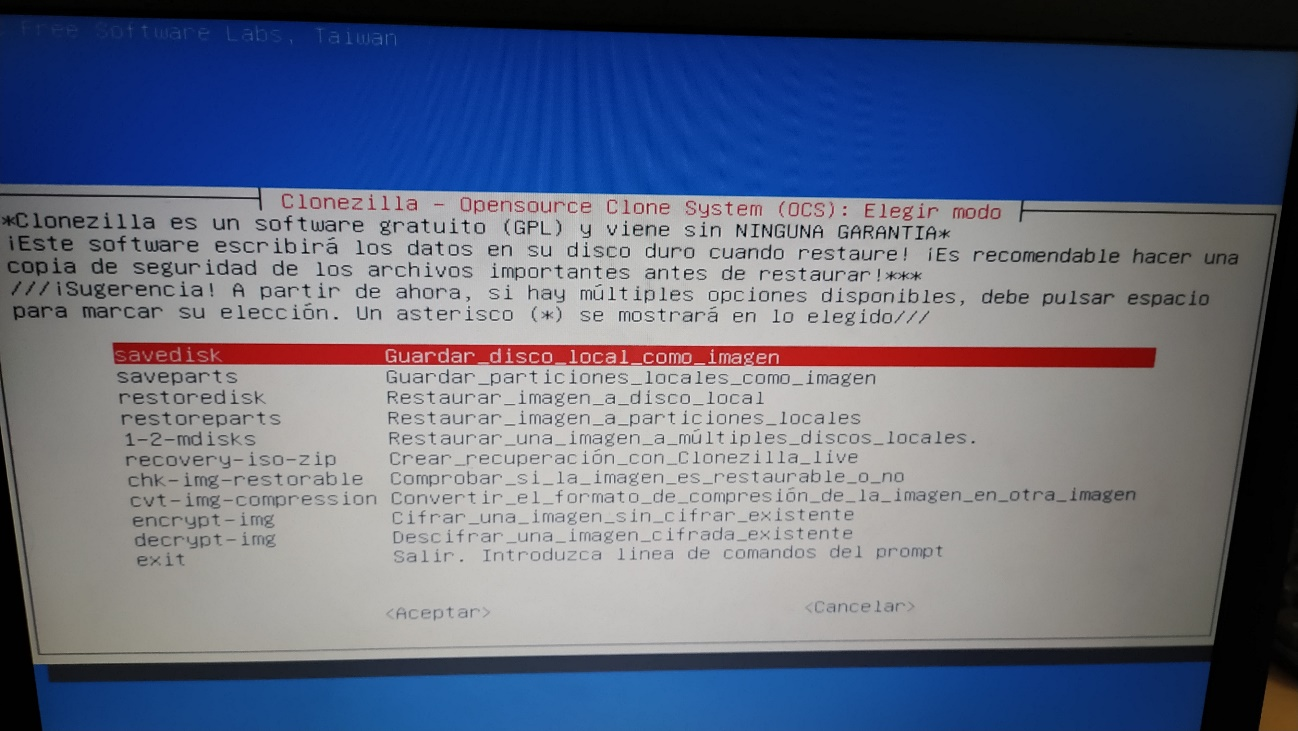 Free Software Labs, Taiwan
Clonezilla - Opensource Clone System (OCS): Elegir modo
*Clonezilla es un software gratuito (GPL) y viene sin NINGUNA GARANTIA*
¡Este software escribirá los datos en su disco duro cuando restaure! ¡Es recomendable hacer una
copia de seguridad de los archivos importantes antes de restaurar!***
///¡Sugerencia! A partir de ahora, si hay múltiples opciones disponibles, debe pulsar espacio
para marcar su elección. Un asterisco (*) se mostrará en lo elegido///
savedisk Guardar_disco_local_como_imagen
saveparts Guardar_particiones_locales_como_imagen
restoredisk Restaurar_imagen_a_disco_local
restoreparts Restaurar_imagen_a_particiones_locales
1-2-mdisks Restaurar_una_imagen_a_múltiples_discos_locales.
recovery-iso-zip Crear_recuperación_con_Clonezilla_live
chk-img-restorable Comprobar_si_la_imagen_es_restaurable_o_no
cvt-img-compression Convertir_el_formato_de_compresión_de_la_imagen_en_otra_imagen
encrypt-img Cifrar_una_imagen_sin_cifrar_existente
decrypt-img Descifrar_una_imagen_cifrada_existente
exit Salir. Introduzca linea de comandos del prompt
<Aceptar> <Cancelar>